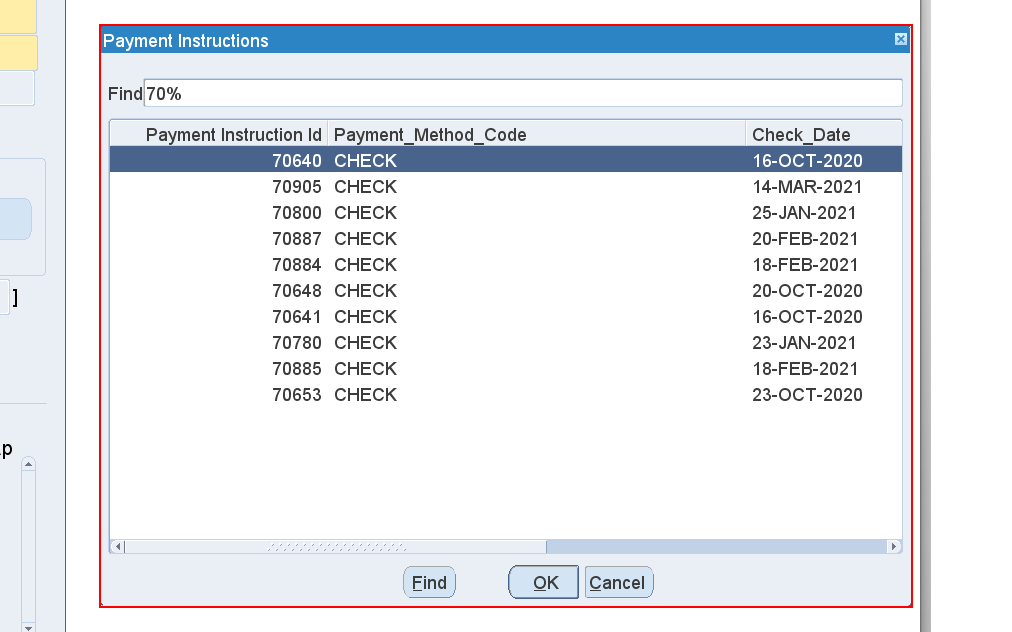 Payment Instructions
Find 70%
Payment Instruction Id Payment_Method_Code Check_Date
70640 CHECK 16-OCT-2020
70905 CHECK 14-MAR-2021
70800 CHECK 25-JAN-2021
70887 CHECK 20-FEB-2021
70884 CHECK 18-FEB-2021
70648 CHECK 20-OCT-2020
]
70641 CHECK 16-OCT-2020
70780 CHECK 23-JAN-2021
70885 CHECK 18-FEB-2021
70653 CHECK 23-OCT-2020
Find OK Cancel